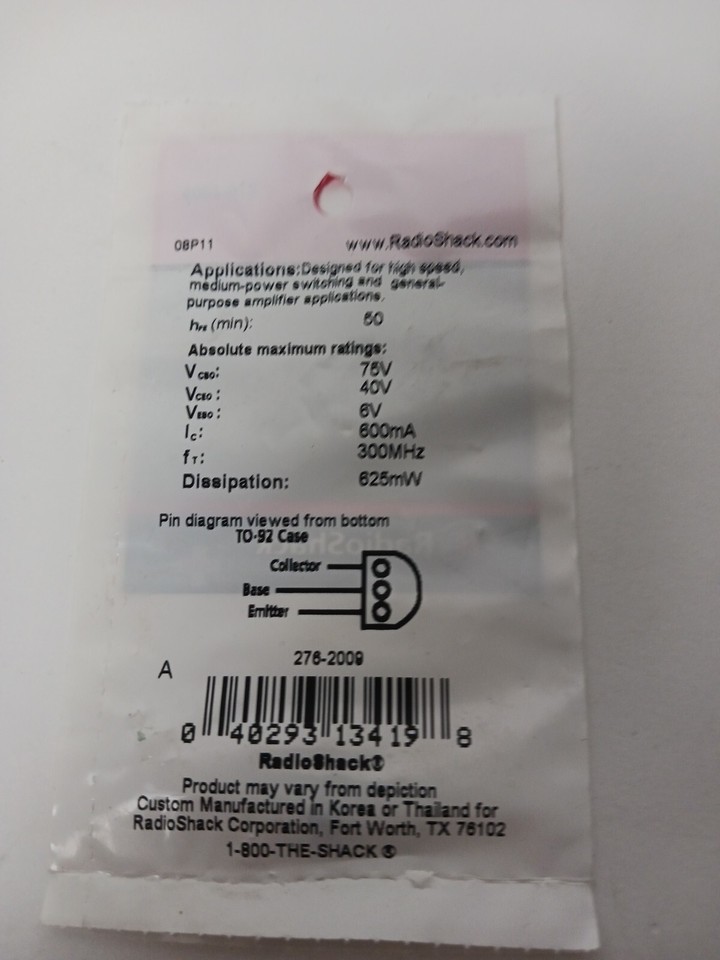 08P11 www.RadioShack.com
Applications: Designed for high speed,
medium-power switching and general-
purpose amplifier applications.
hFE (min): 50
Absolute maximum ratings:
VCBO: 75V
VCEO: 40V
VEBO: 6V
IC: 600mA
fT: 300MHz
Dissipation: 625mW
Pin diagram viewed from bottom
TO-92 Case
Collector
Base
Emitter
276-2009
A
0 40293 13419 8
RadioShack®
Product may vary from depiction
Custom Manufactured in Korea or Thailand for
RadioShack Corporation, Fort Worth, TX 76102
1-800-THE-SHACK ®